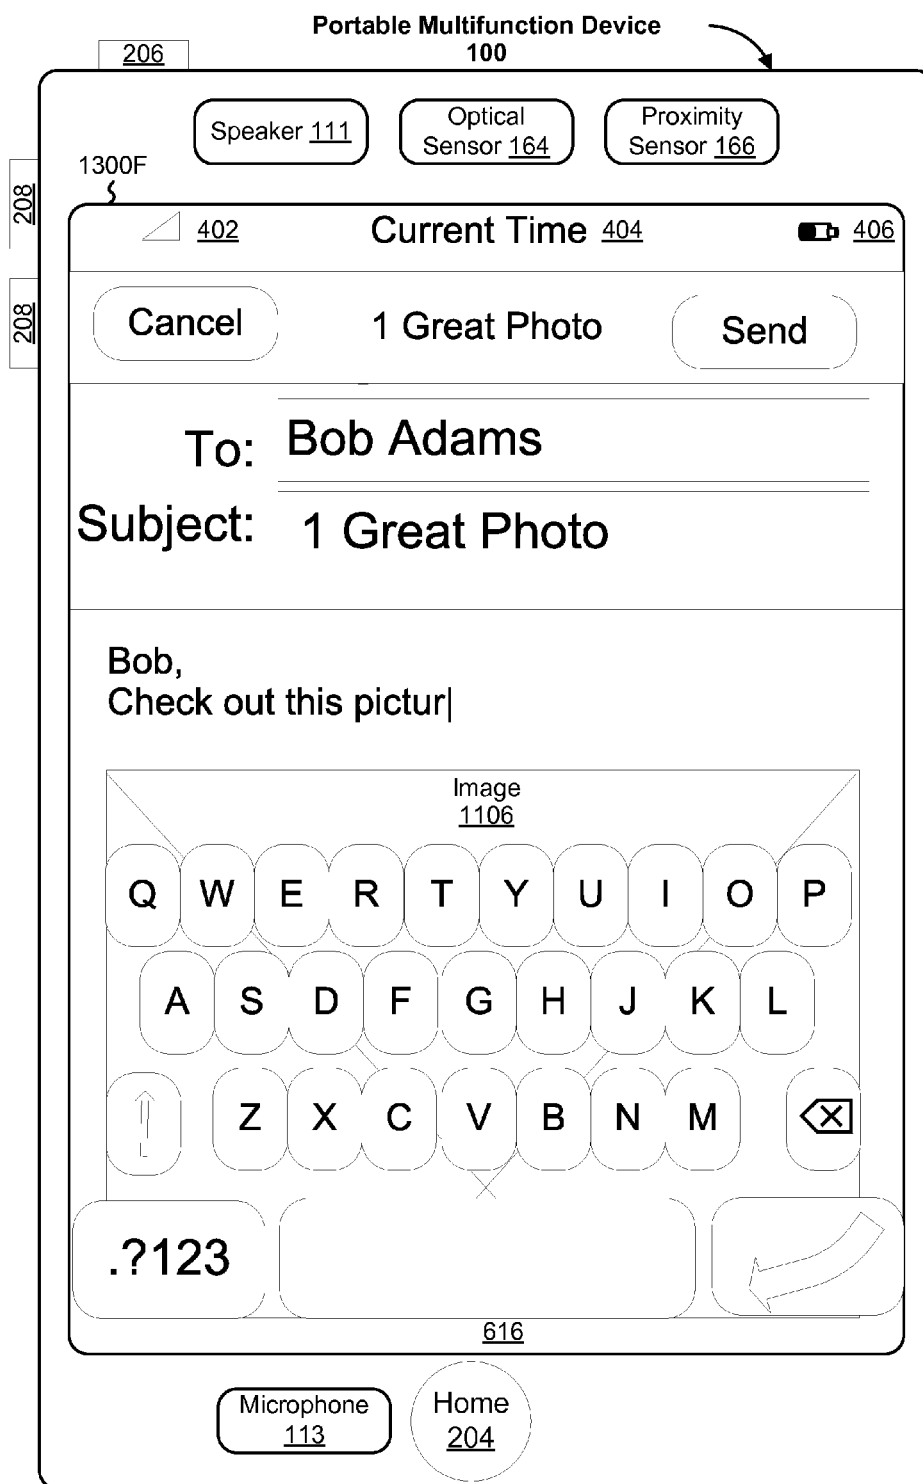 Portable Multifunction Device
100
206
Speaker 111
Optical
Sensor 164
Proximity
Sensor 166
1300F
208
208
402
Current Time 404
406
Cancel
1 Great Photo
Send
To: Bob Adams
Subject: 1 Great Photo
Bob,
Check out this pictur
Image
1106
Q W E R T Y U I O P
A S D F G H J K L
Z X C V B N M
.?123
616
Microphone
113
Home
204